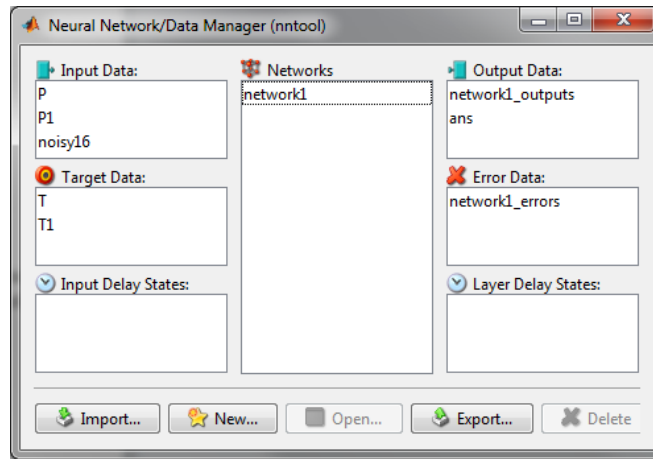 Neural Network/Data Manager (nntool)
Input Data:
P
P1
noisy16
Target Data:
T
T1
Input Delay States:
Networks
network1
Output Data:
network1_outputs
ans
Error Data:
network1_errors
Layer Delay States:
Import...
New...
Open...
Export...
Delete